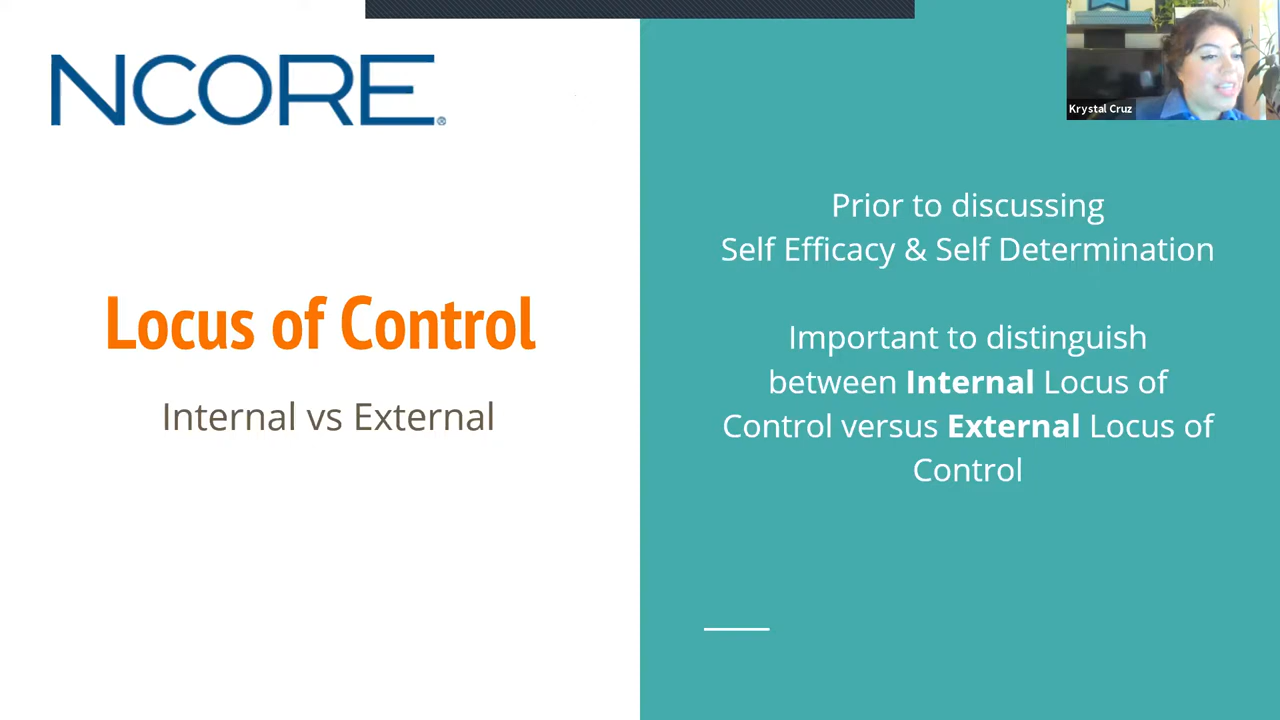 NCORE®
Krystal Cruz
Locus of Control
Internal vs External
Prior to discussing
Self Efficacy & Self Determination
Important to distinguish
between Internal Locus of
Control versus External Locus of
Control